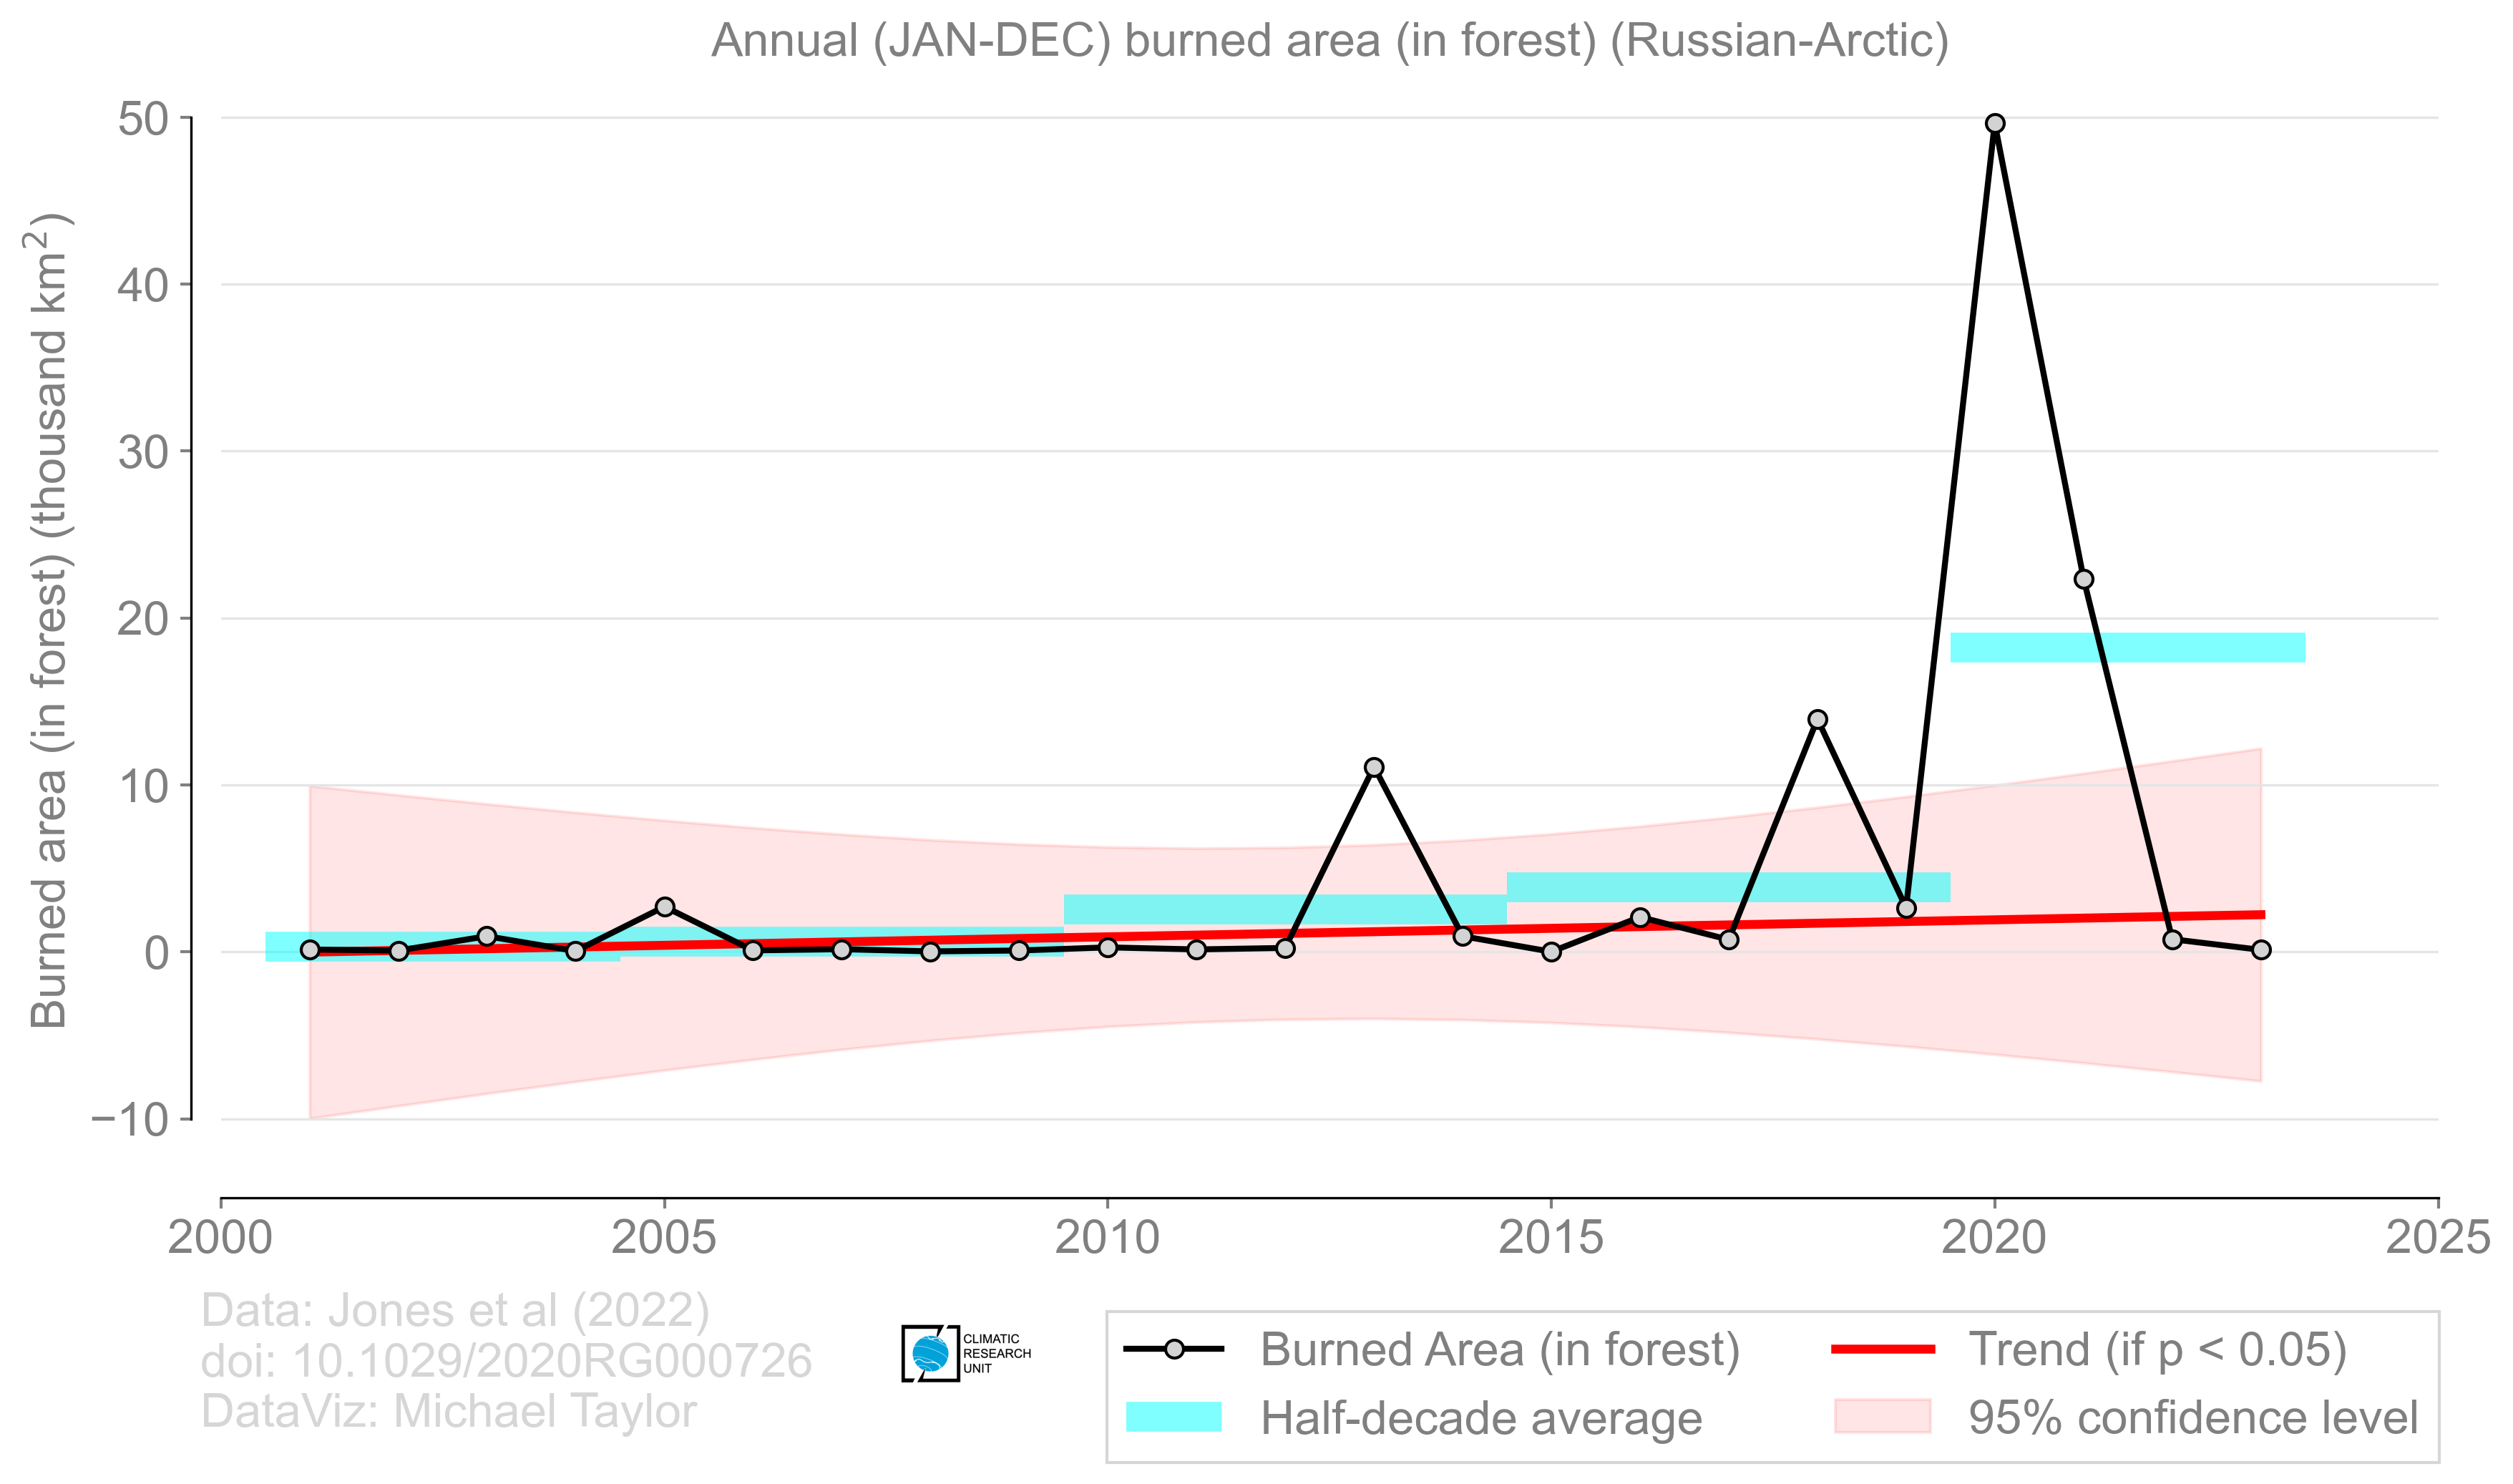 Annual (JAN-DEC) burned area (in forest) (Russian-Arctic)
Burned area (in forest) (thousand km²)
50
40
30
20
10
0
−10
2000 2005 2010 2015 2020 2025
Data: Jones et al (2022)
doi: 10.1029/2020RG000726
DataViz: Michael Taylor
CLIMATIC
RESEARCH
UNIT
Burned Area (in forest)
Half-decade average
Trend (if p < 0.05)
95% confidence level